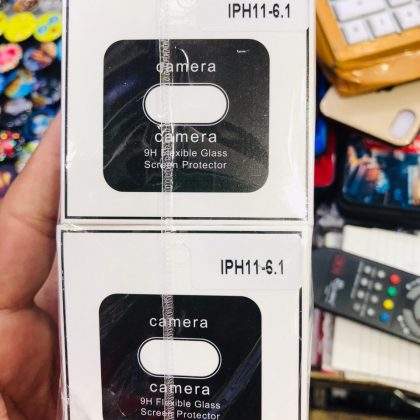 IPH11-6.1
camera
camera
9H Flexible Glass
Screen Protector
IPH11-6.1
camera
camera
9H Flexible Glass
Screen Protector